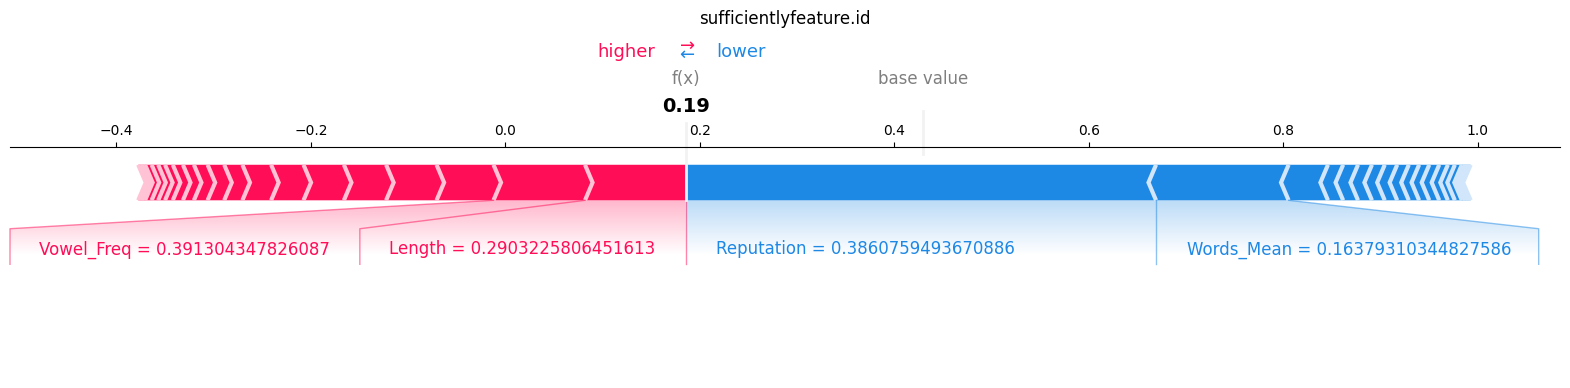 sufficientlyfeature.id
higher ⇄ lower
f(x) base value
0.19
−0.4 −0.2 0.0 0.2 0.4 0.6 0.8 1.0
Vowel_Freq = 0.391304347826087 Length = 0.2903225806451613 Reputation = 0.3860759493670886 Words_Mean = 0.16379310344827586